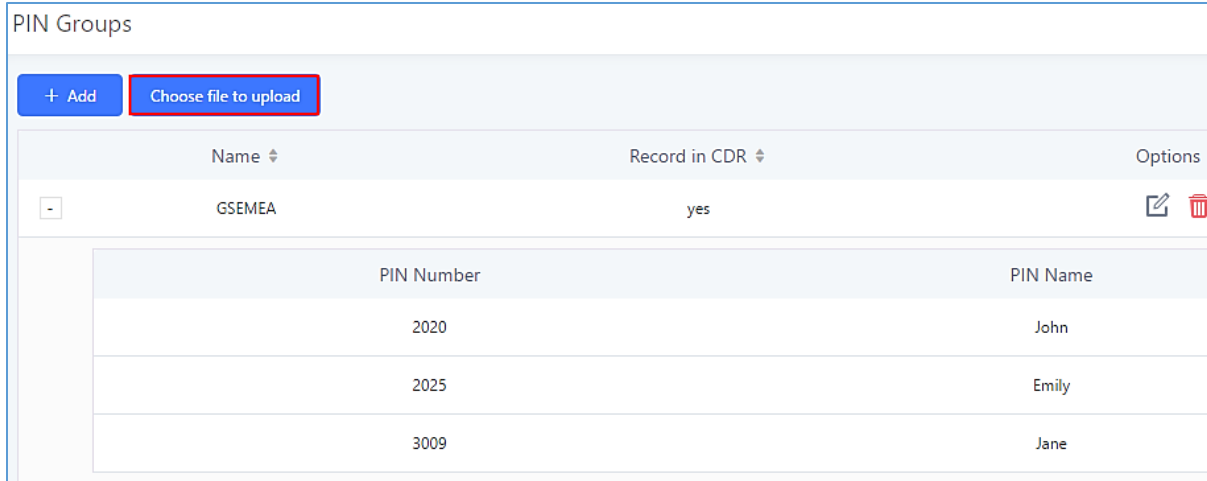 PIN Groups
+ Add Choose file to upload
Name Record in CDR Options
- GSEMEA yes
PIN Number PIN Name
2020 John
2025 Emily
3009 Jane